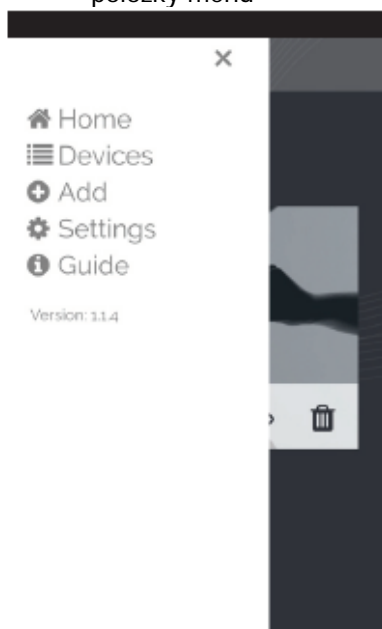 položky menu
×
Home
Devices
Add
Settings
Guide
Version: 1.1.4